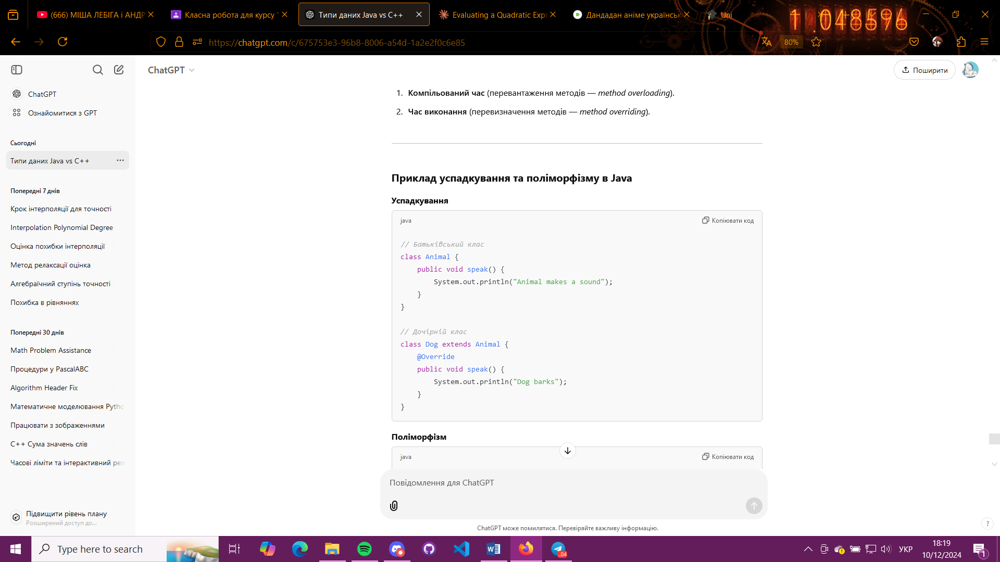 (666) МІША ЛЕБІГА і АНДР
Класна робота для курсу "
Типи даних Java vs C++
Evaluating a Quadratic Expr
Дандадан аніме українськ
Uni
https://chatgpt.com/c/675753e3-96b8-8006-a54d-1a2e2f0c6e85
80%
ChatGPT
Поширити
ChatGPT
Ознайомитися з GPT
Сьогодні
Типи даних Java vs C++
Попередні 7 днів
Крок інтерполяції для точності
Interpolation Polynomial Degree
Оцінка похибки інтерполяції
Метод релаксації оцінка
Алгебраїчний ступінь точності
Похибка в рівняннях
Попередні 30 днів
Math Problem Assistance
Процедури у PascalABC
Algorithm Header Fix
Математичне моделювання Pytho
Працювати з зображеннями
C++ Сума значень слів
Часові ліміти та інтерактивний реж
Підвищити рівень плану
Розширений доступ до...
1. Компільований час (перевантаження методів — method overloading).
2. Час виконання (перевизначення методів — method overriding).
Приклад успадкування та поліморфізму в Java
Успадкування
java
Копіювати код
// Батьківський клас
class Animal {
    public void speak() {
        System.out.println("Animal makes a sound");
    }
}
// Дочірній клас
class Dog extends Animal {
    @Override
    public void speak() {
        System.out.println("Dog barks");
    }
}
Поліморфізм
java
Копіювати код
Повідомлення для ChatGPT
ChatGPT може помилятися. Перевіряйте важливу інформацію.
?
Type here to search
..04
УКР
18:19
10/12/2024
1